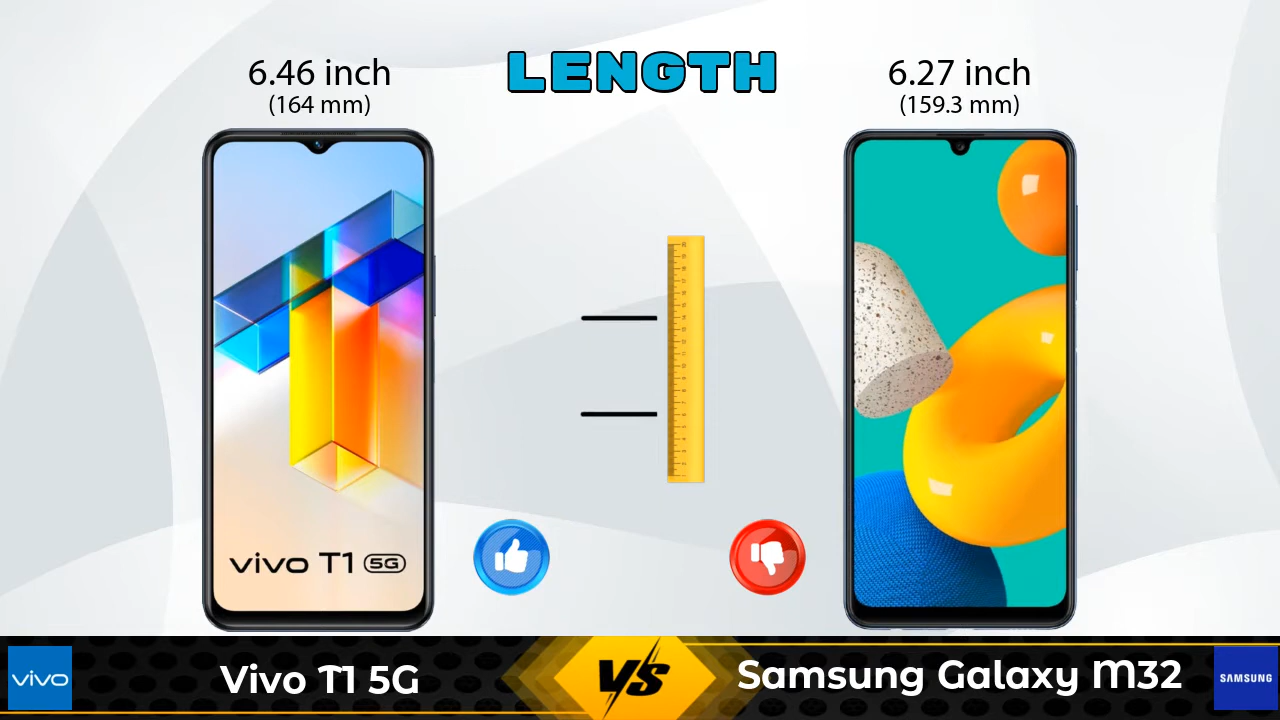 LENGTH
6.46 inch
(164 mm)
6.27 inch
(159.3 mm)
vivo T1 5G
vivo
Vivo T1 5G
VS
Samsung Galaxy M32
SAMSUNG